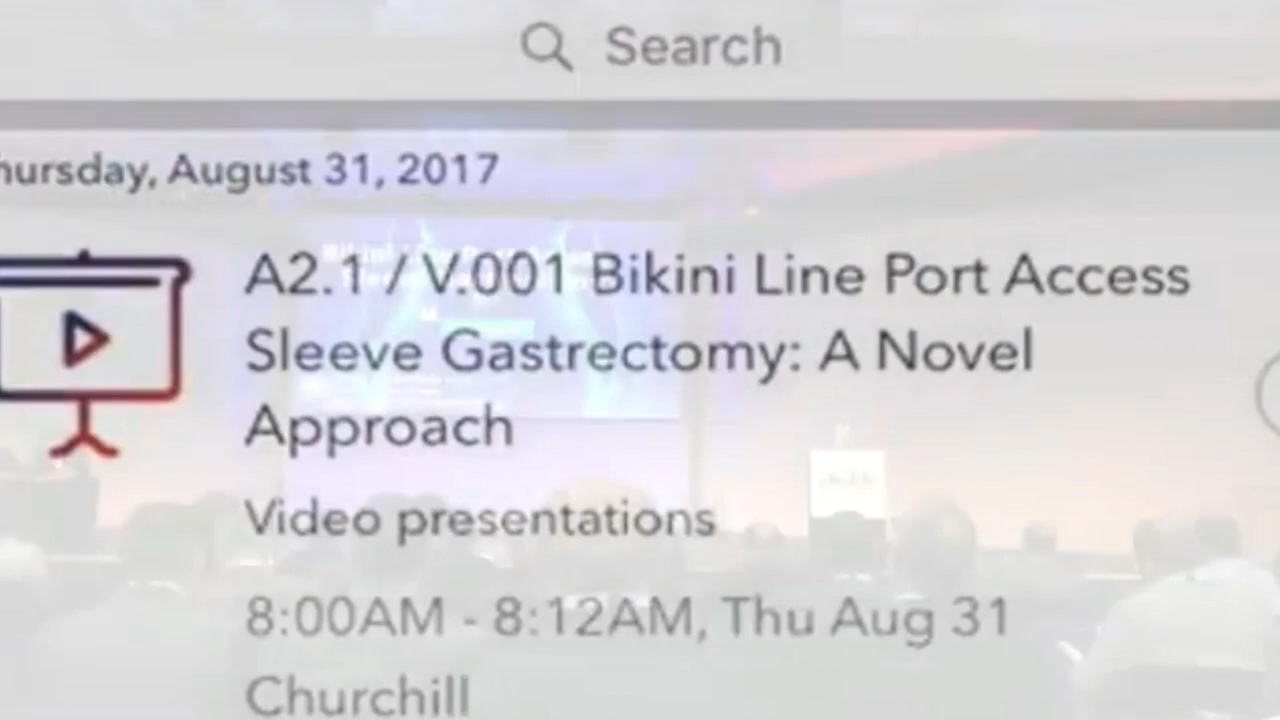 Search
hursday, August 31, 2017
A2.1 / V.001 Bikini Line Port Access
Sleeve Gastrectomy: A Novel
Approach
Video presentations
8:00AM - 8:12AM, Thu Aug 31
Churchill